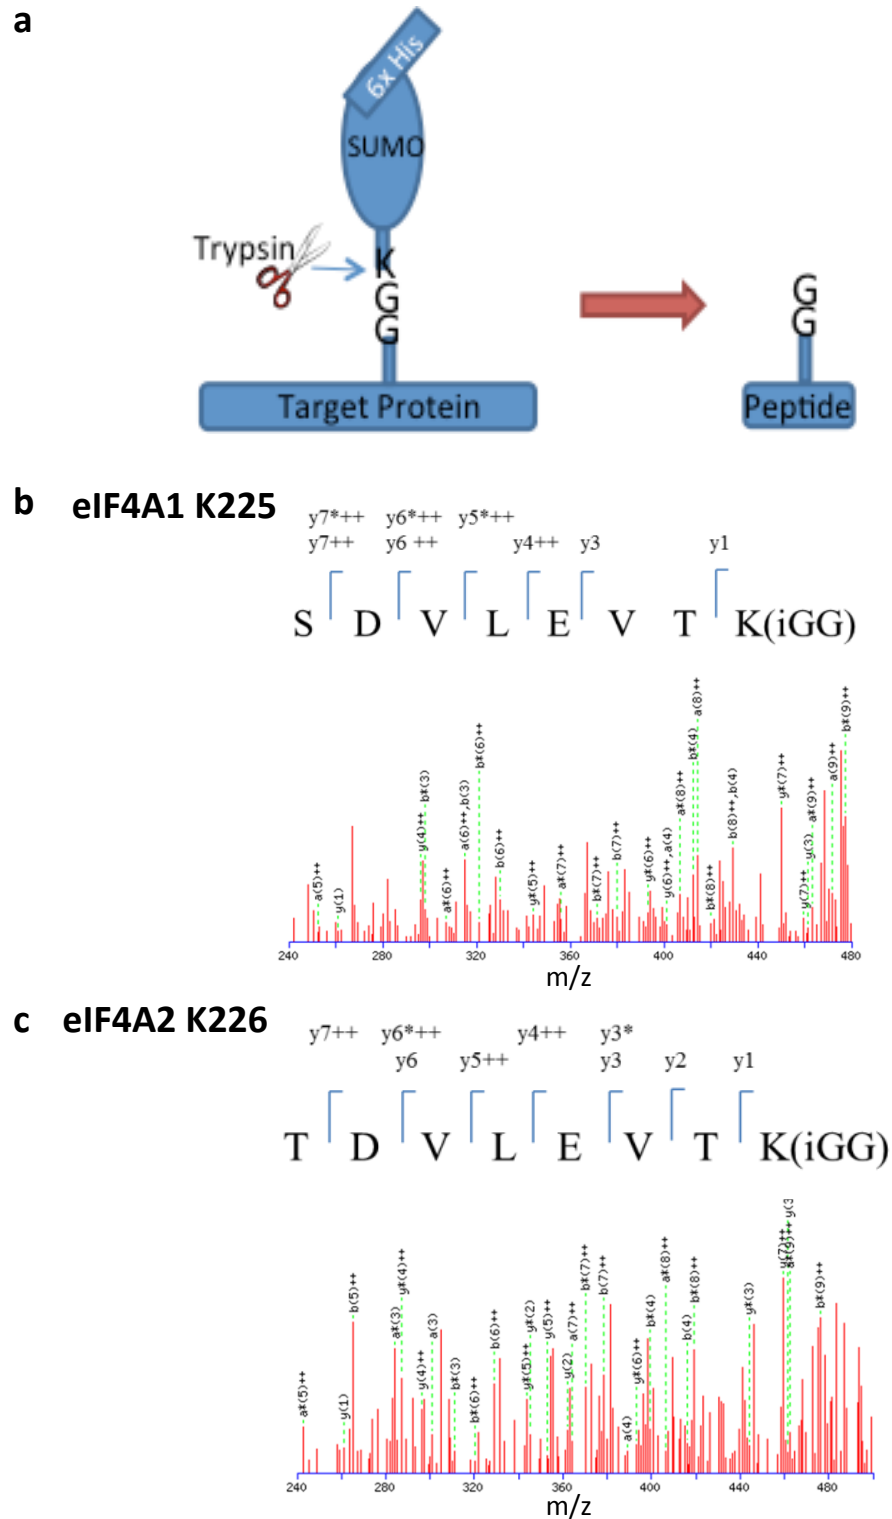 a
6x His
SUMO
Trypsin
K
G
G
G
G
Target Protein
Peptide
b eIF4A1 K225
y7*++ y6*++ y5*++
y7++ y6 ++ y4++ y3 y1
S D V L E V T K(iGG)
a(5)++
y(1)
y(4)++
b*(3)
a*(6)++
a(6)++,b(3)
b*(6)++
b(6)++
y*(5)++
a*(7)++
b*(7)++
b(7)++
y*(6)++
y(6)++,a(4)
a*(8)++
b*(4)
a(8)++
b*(8)++
b(8)++,b(4)
y*(7)++
y(7)++
y(3)
a*(9)++
a(9)++
b*(9)++
240 280 320 360 400 440 480
m/z
c eIF4A2 K226
y7++ y6*++ y4++ y3*
y6 y5++ y3 y2 y1
T D V L E V T K(iGG)
a*(5)++
y(1)
b(5)++
a*(3)
y*(4)++
y(4)++
a(3)
b*(3)
b*(6)++
b(6)++
y*(5)++
y*(2)
y(5)++
y(2)
a(7)++
b*(7)++
b(7)++
a(4)
y*(6)++
b*(4)
a*(8)++
b(4)
b*(8)++
y*(3)
y(7)++
a*(9)++
y(3
b*(9)++
240 280 320 360 400 440 480
m/z